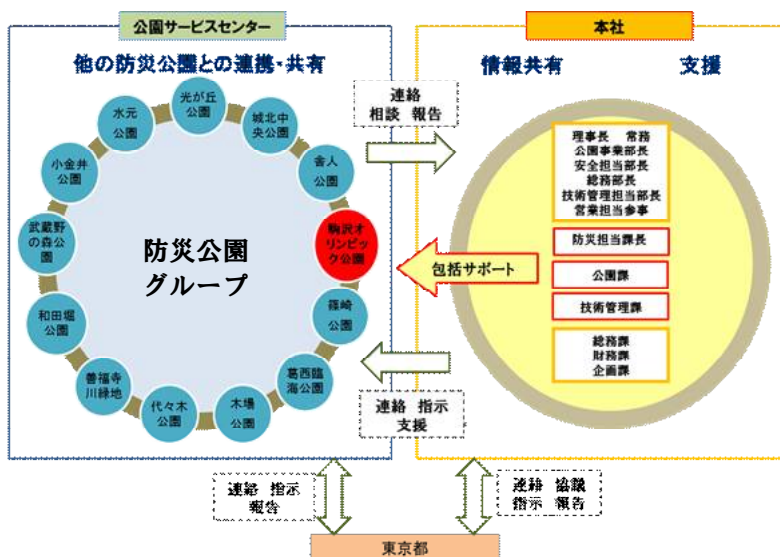 公園サービスセンター
本社
他の防災公園との連携・共有
情報共有
支援
光が丘
公園
城北中
央公園
舎人
公園
駒沢オ
リンピッ
ク公園
篠崎
公園
葛西臨
海公園
木場
公園
代々木
公園
善福寺
川緑地
和田堀
公園
武蔵野
の森公
園
小金井
公園
水元
公園
防災公園
グループ
連絡
相談 報告
包括サポート
連絡 指示
支援
理事長 常務
公園事業部長
安全担当部長
総務部長
技術管理担当部長
営業担当参事
防災担当課長
公園課
技術管理課
総務課
財務課
企画課
連絡 指示
報告
連絡 協議
指示 報告
東京都